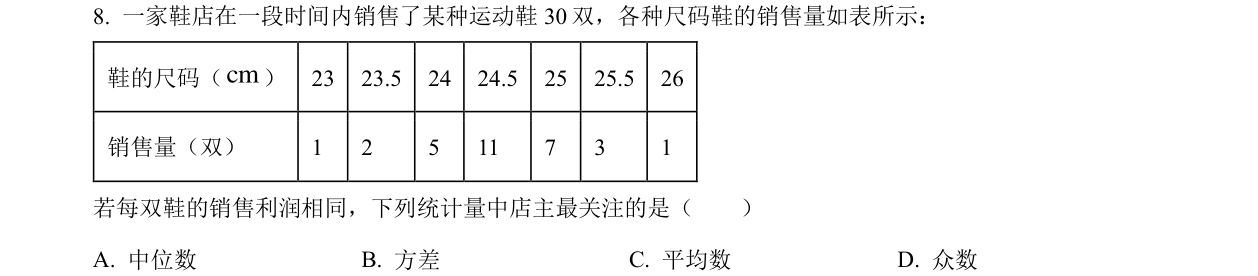 8. 一家鞋店在一段时间内销售了某种运动鞋 30 双，各种尺码鞋的销售量如表所示：
鞋的尺码（cm） 23 23.5 24 24.5 25 25.5 26
销售量（双） 1 2 5 11 7 3 1
若每双鞋的销售利润相同，下列统计量中店主最关注的是（　　）
A. 中位数 B. 方差 C. 平均数 D. 众数